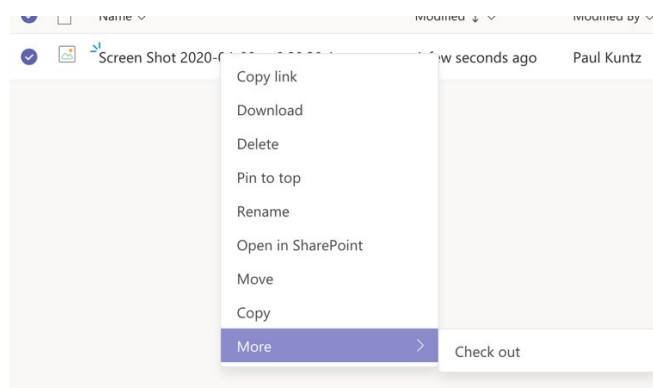 Name
Modified
Modified By
Screen Shot 2020-
few seconds ago
Paul Kuntz
Copy link
Download
Delete
Pin to top
Rename
Open in SharePoint
Move
Copy
More
Check out